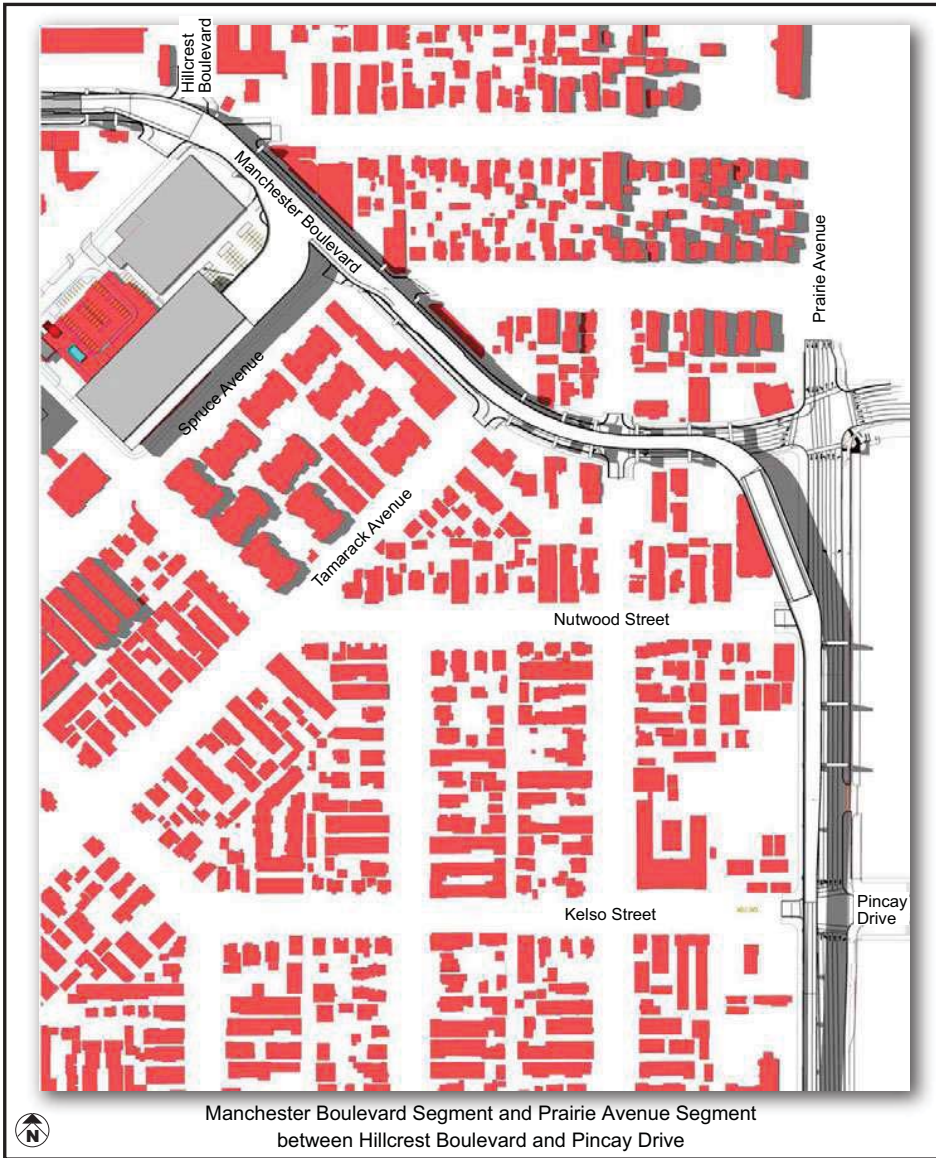 Hillcrest
Boulevard
Manchester Boulevard
Prairie Avenue
Spruce Avenue
Tamarack Avenue
Nutwood Street
Kelso Street
Pincay
Drive
N
Manchester Boulevard Segment and Prairie Avenue Segment
between Hillcrest Boulevard and Pincay Drive